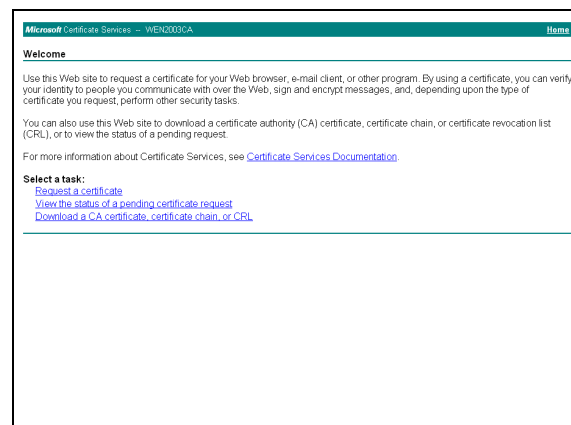 Microsoft Certificate Services -- WEN2003CA Home
Welcome
Use this Web site to request a certificate for your Web browser, e-mail client, or other program. By using a certificate, you can verify
your identity to people you communicate with over the Web, sign and encrypt messages, and, depending upon the type of
certificate you request, perform other security tasks.
You can also use this Web site to download a certificate authority (CA) certificate, certificate chain, or certificate revocation list
(CRL), or to view the status of a pending request.
For more information about Certificate Services, see Certificate Services Documentation.
Select a task:
Request a certificate
View the status of a pending certificate request
Download a CA certificate, certificate chain, or CRL